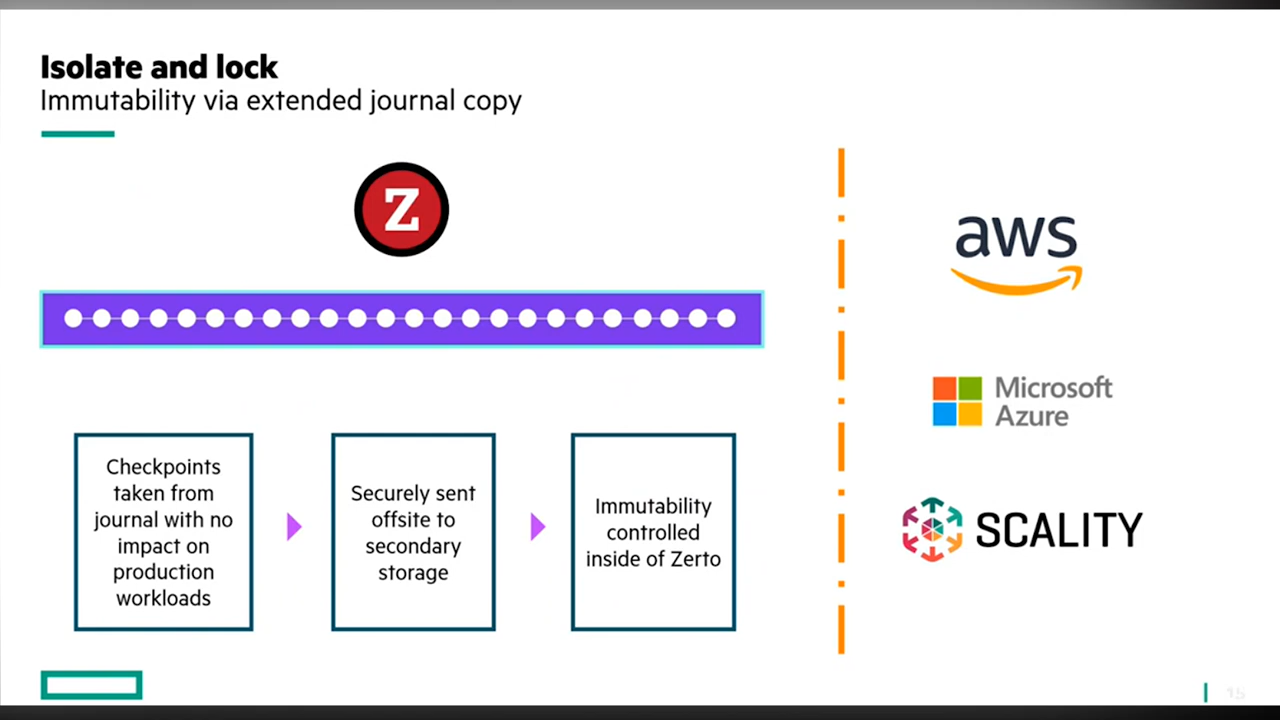 Isolate and lock
Immutability via extended journal copy
Z
Checkpoints
taken from
journal with no
impact on
production
workloads
Securely sent
offsite to
secondary
storage
Immutability
controlled
inside of Zerto
aws
Microsoft
Azure
SCALITY
15